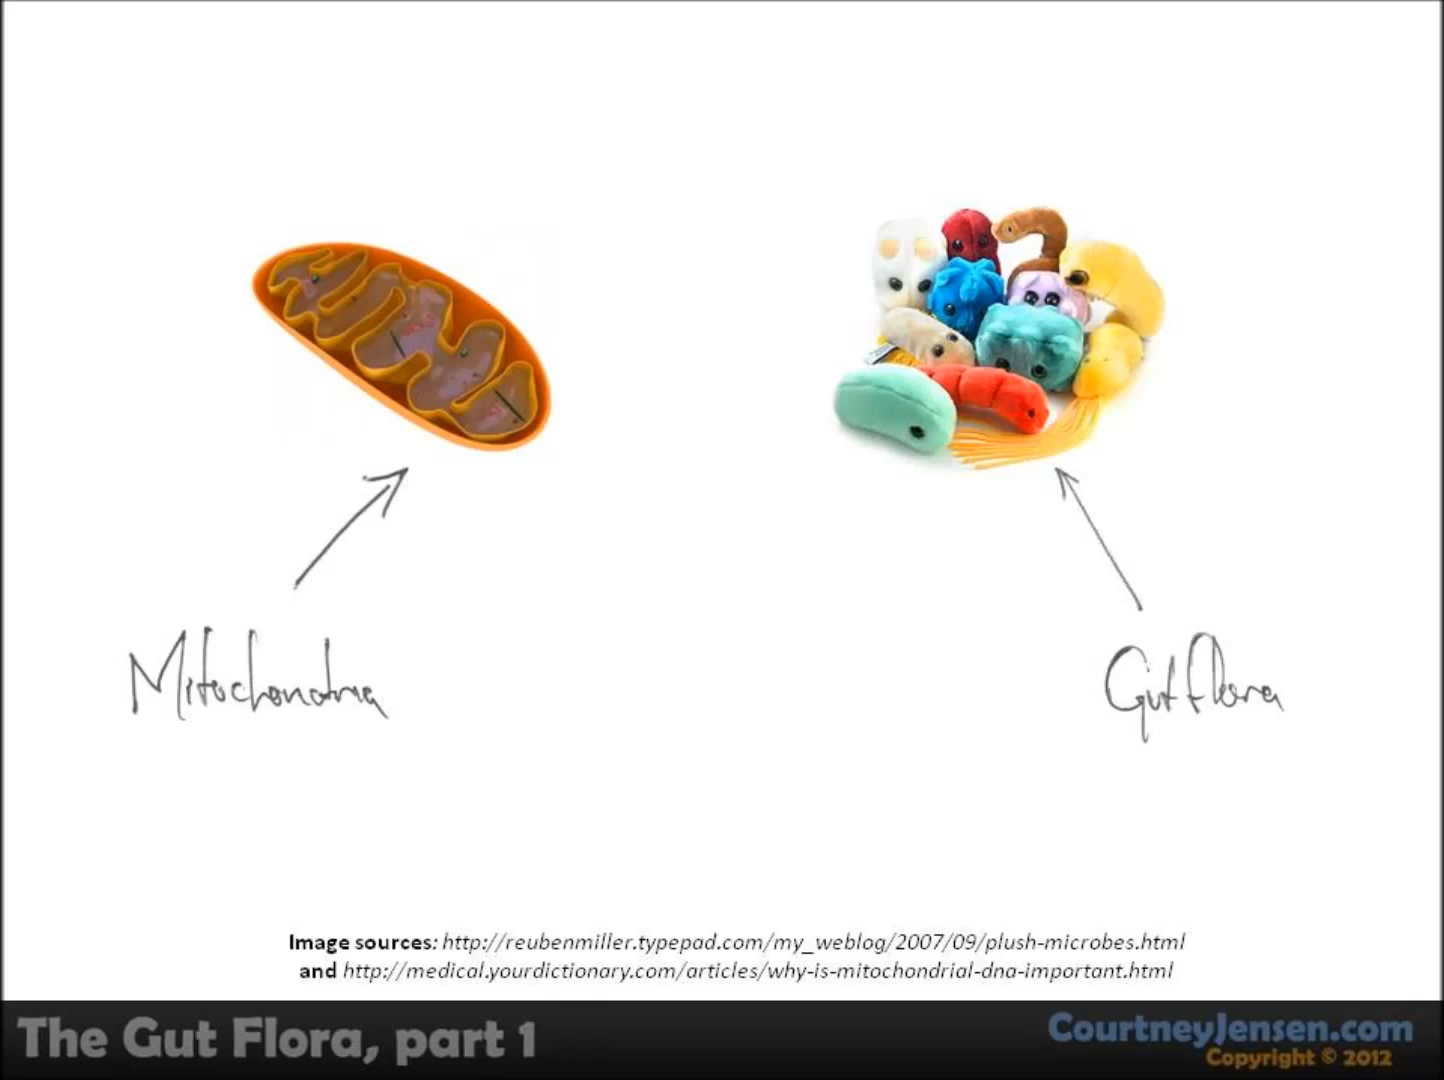 Mitochondria
Gut Flora
Image sources: http://reubenmiller.typepad.com/my_weblog/2007/09/plush-microbes.html
and http://medical.yourdictionary.com/articles/why-is-mitochondrial-dna-important.html
The Gut Flora, part 1
CourtneyJensen.com
Copyright © 2012